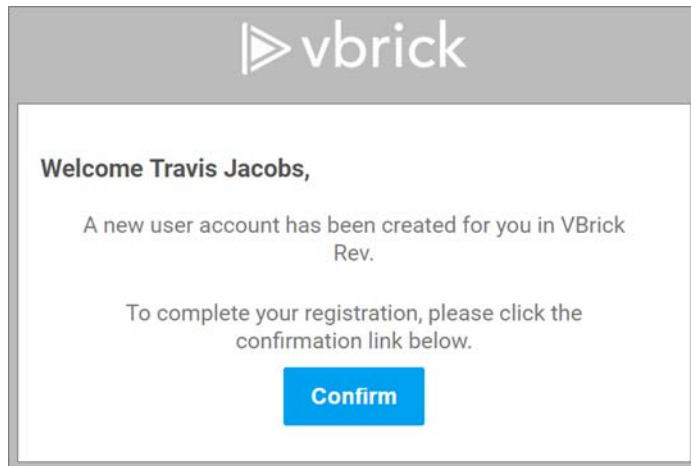 vbrick
Welcome Travis Jacobs,
A new user account has been created for you in VBrick
Rev.
To complete your registration, please click the
confirmation link below.
Confirm